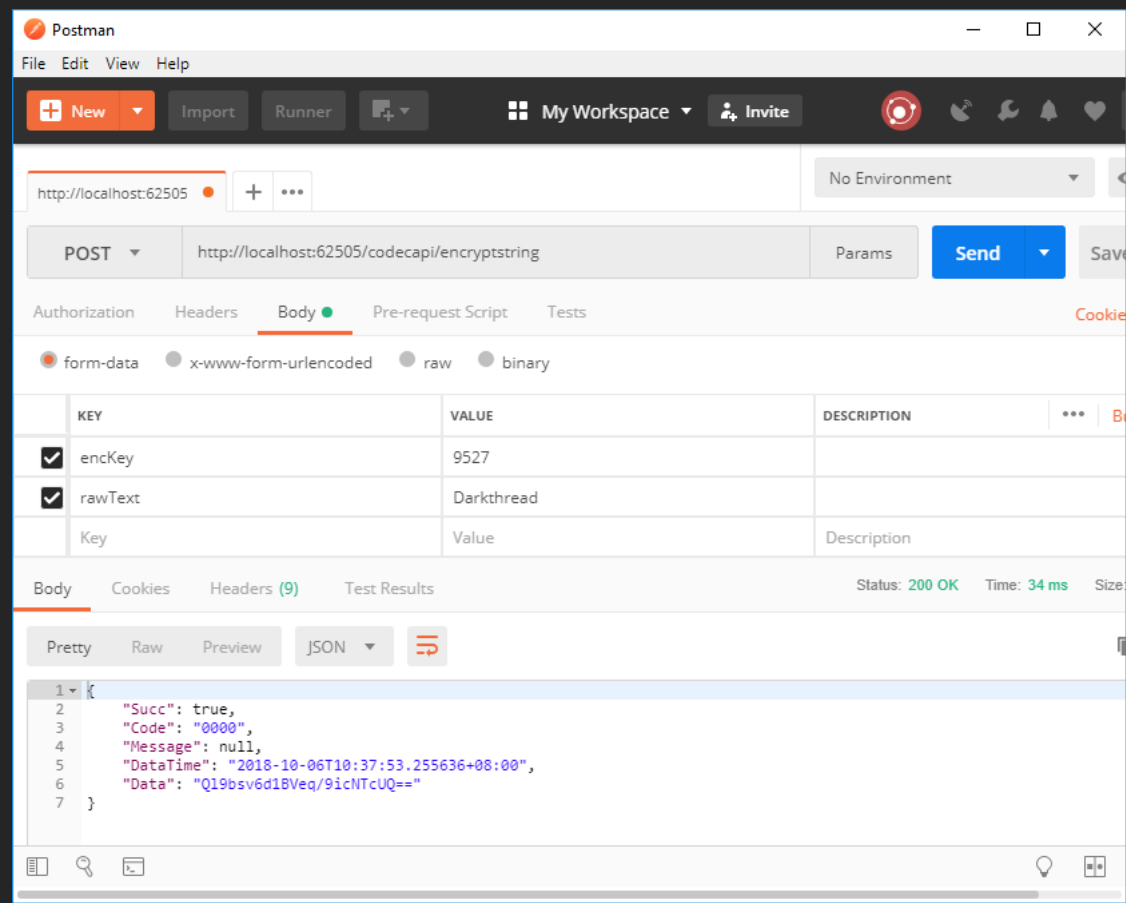 Postman
File Edit View Help
New Import Runner My Workspace Invite
http://localhost:62505 No Environment
POST http://localhost:62505/codecapi/encryptstring Params Send Save
Authorization Headers Body Pre-request Script Tests Cookie
form-data x-www-form-urlencoded raw binary
KEY VALUE DESCRIPTION
encKey 9527
rawText Darkthread
Key Value Description
Body Cookies Headers (9) Test Results Status: 200 OK Time: 34 ms Size:
Pretty Raw Preview JSON
1 {
2 "Succ": true,
3 "Code": "0000",
4 "Message": null,
5 "DataTime": "2018-10-06T10:37:53.255636+08:00",
6 "Data": "Ql9bsv6d1BVeq/9icNTcUQ=="
7 }